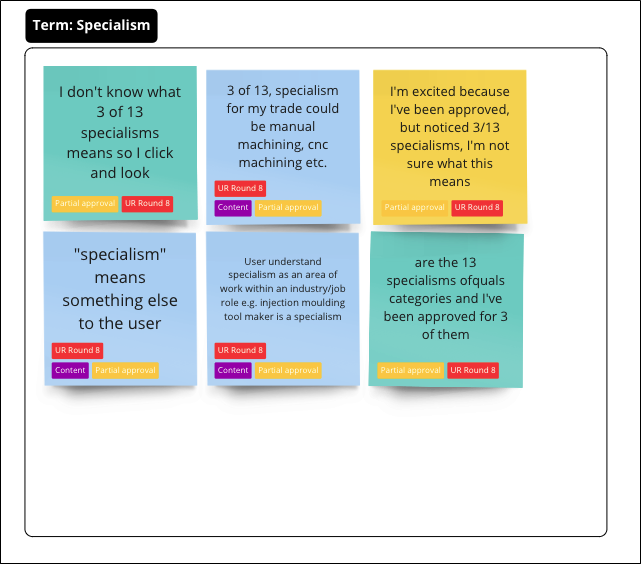 Term: Specialism
I don't know what
3 of 13
specialisms
means so I click
and look
Partial approval
UR Round 8
3 of 13, specialism
for my trade could
be manual
machining, cnc
machining etc.
UR Round 8
Content
Partial approval
I'm excited because
I've been approved,
but noticed 3/13
specialisms, I'm not
sure what this
means
Partial approval
UR Round 8
"specialism"
means
something else
to the user
UR Round 8
Content
Partial approval
User understand
specialism as an area of
work within an industry/job
role e.g. injection moulding
tool maker is a specialism
UR Round 8
Content
Partial approval
are the 13
specialisms ofquals
categories and I've
been approved for 3
of them
Partial approval
UR Round 8